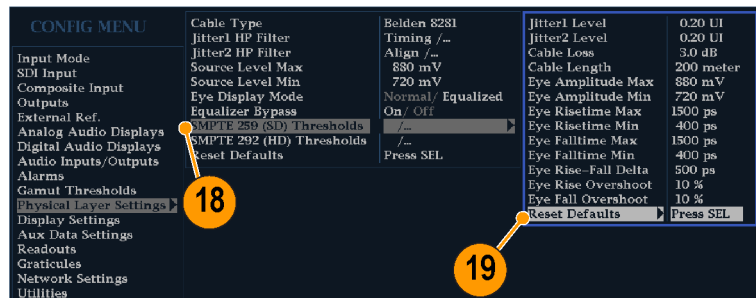 CONFIG MENU
Input Mode
SDI Input
Composite Input
Outputs
External Ref.
Analog Audio Displays
Digital Audio Displays
Audio Inputs/Outputs
Alarms
Gamut Thresholds
Physical Layer Settings
Display Settings
Aux Data Settings
Readouts
Graticules
Network Settings
Utilities
Cable Type Belden 8281
Jitter1 HP Filter Timing /...
Jitter2 HP Filter Align /...
Source Level Max 880 mV
Source Level Min 720 mV
Eye Display Mode Normal/ Equalized
Equalizer Bypass On/ Off
SMPTE 259 (SD) Thresholds /...
SMPTE 292 (HD) Thresholds /...
Reset Defaults Press SEL
18
Jitter1 Level 0.20 UI
Jitter2 Level 0.20 UI
Cable Loss 3.0 dB
Cable Length 200 meter
Eye Amplitude Max 880 mV
Eye Amplitude Min 720 mV
Eye Risetime Max 1500 ps
Eye Risetime Min 400 ps
Eye Falltime Max 1500 ps
Eye Falltime Min 400 ps
Eye Rise-Fall Delta 500 ps
Eye Rise Overshoot 10 %
Eye Fall Overshoot 10 %
Reset Defaults Press SEL
19